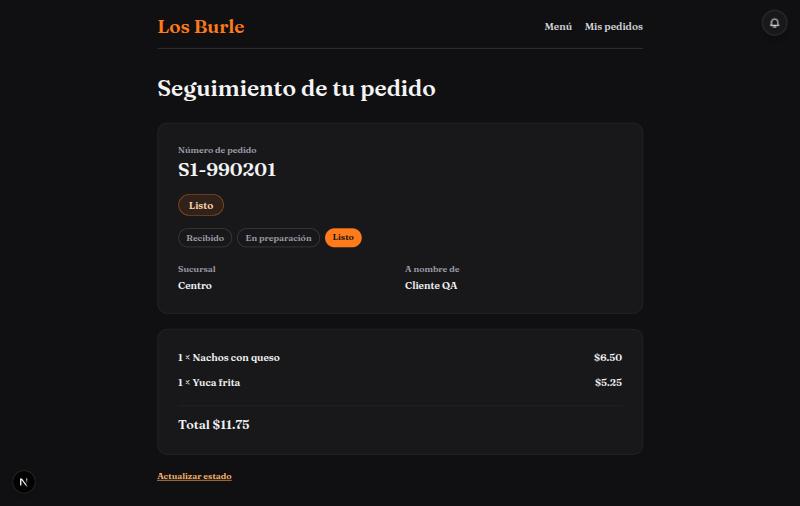 Los Burle
Menú Mis pedidos
Seguimiento de tu pedido
Número de pedido
S1-990201
Listo
Recibido En preparación Listo
Sucursal A nombre de
Centro Cliente QA
1 × Nachos con queso $6.50
1 × Yuca frita $5.25
Total $11.75
Actualizar estado
N